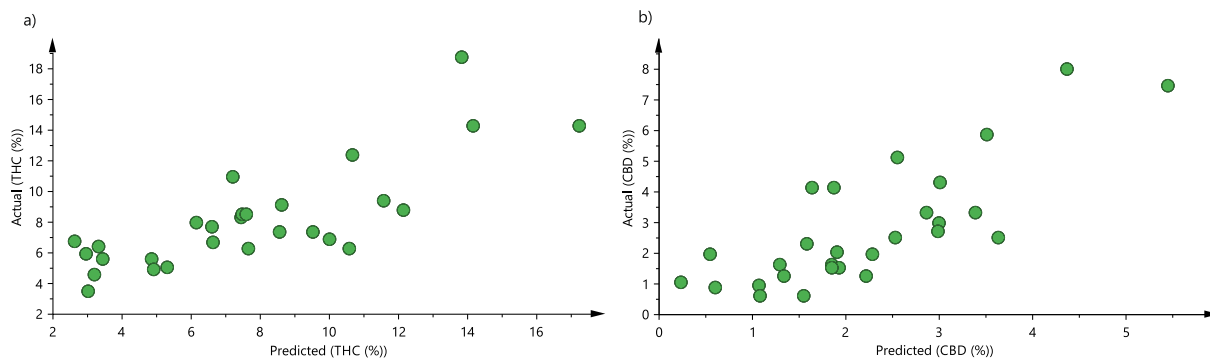 a)
18
16
14
12
10
8
6
4
2
Actual (THC (%))
2 4 6 8 10 12 14 16
Predicted (THC (%))
b)
8
7
6
5
4
3
2
1
0
Actual (CBD (%))
0 1 2 3 4 5
Predicted (CBD (%))